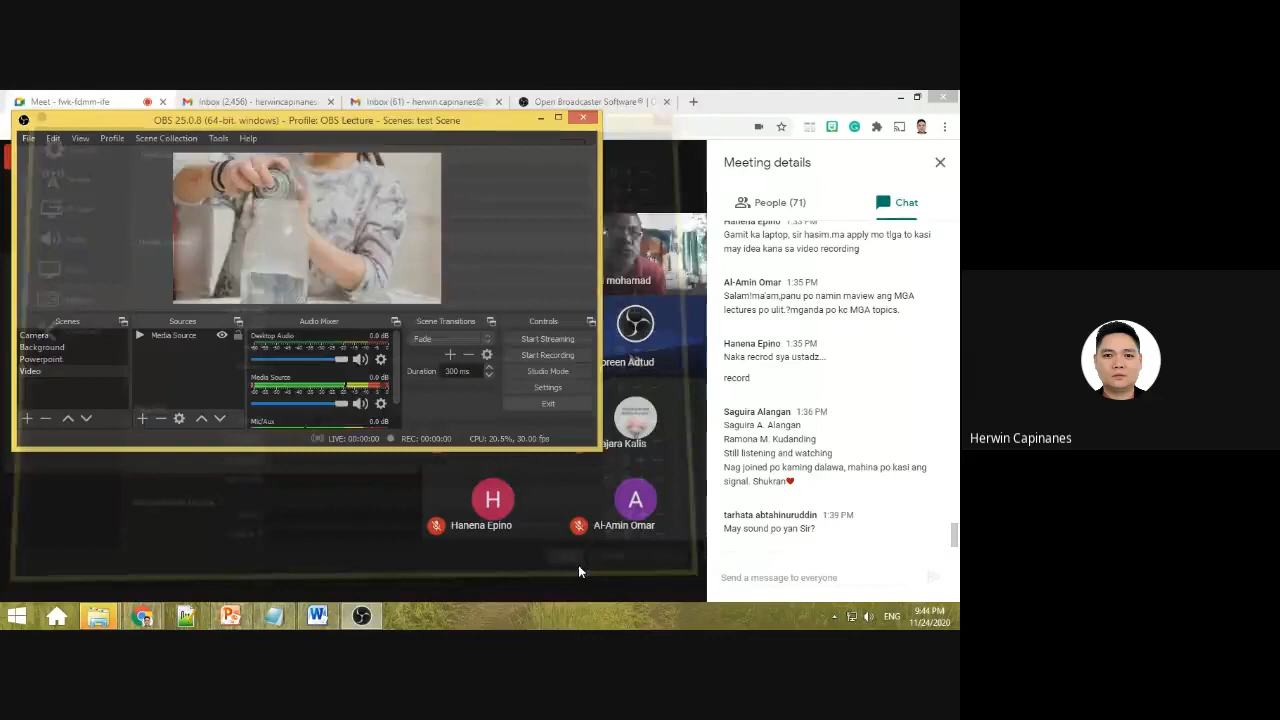 Meet - fwk-fdmm-ife
Inbox (2,456) - herwincapinanes
Inbox (61) - herwin.capinanes@
Open Broadcaster Software® | O
OBS 25.0.8 (64-bit, windows) - Profile: OBS Lecture - Scenes: test Scene
File Edit View Profile Scene Collection Tools Help
Scenes
Camera
Background
Powerpoint
Video
Sources
Media Source
Audio Mixer
Desktop Audio 0.0 dB
Media Source 0.0 dB
Mic/Aux
Scene Transitions
Fade
Duration 300 ms
Controls
Start Streaming
Start Recording
Studio Mode
Settings
Exit
LIVE: 00:00:00 REC: 00:00:00 CPU: 20.5%, 30.00 fps
mohamad
oreen Adtud
ajara Kalis
H
Hanena Epino
A
Al-Amin Omar
Meeting details
People (71)
Chat
Hanena Epino 1:33 PM
Gamit ka laptop, sir hasim.ma apply mo tlga to kasi
may idea kana sa video recording
Al-Amin Omar 1:35 PM
Salam!ma'am,panu po namin maview ang MGA
lectures po ulit.?mganda po kc MGA topics.
Hanena Epino 1:35 PM
Naka recrod sya ustadz...
record
Saguira Alangan 1:36 PM
Saguira A. Alangan
Ramona M. Kudanding
Still listening and watching
Nag joined po kaming dalawa, mahina po kasi ang
signal. Shukran♥
tarhata abtahinuruddin 1:39 PM
May sound po yan Sir?
Send a message to everyone
ENG
9:44 PM
11/24/2020
Herwin Capinanes